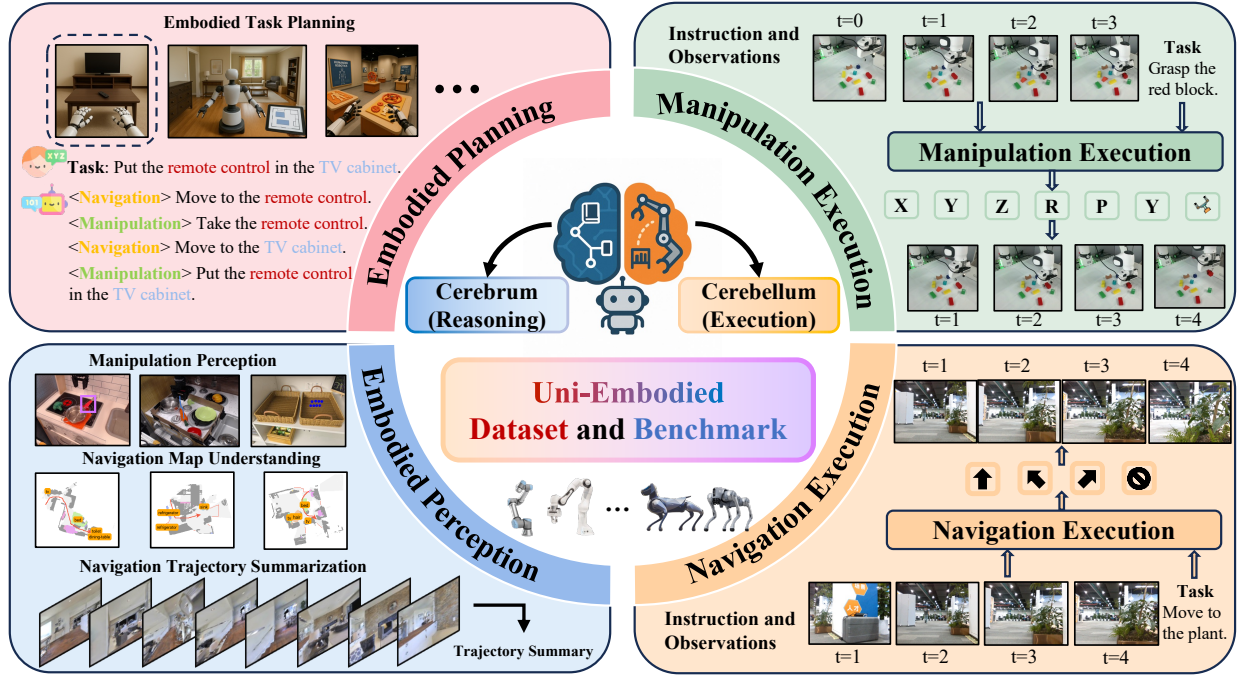 Embodied Task Planning
Task: Put the remote control in the TV cabinet.
<Navigation> Move to the remote control.
<Manipulation> Take the remote control.
<Navigation> Move to the TV cabinet.
<Manipulation> Put the remote control
in the TV cabinet.
XYZ
101
Embodied Planning
Manipulation Execution
Instruction and
Observations
t=0
t=1
t=2
t=3
Task
Grasp the
red block.
Manipulation Execution
X
Y
Z
R
P
Y
t=1
t=2
t=3
t=4
Cerebrum
(Reasoning)
Cerebellum
(Execution)
Uni-Embodied
Dataset and Benchmark
...
Manipulation Perception
Navigation Map Understanding
Navigation Trajectory Summarization
Trajectory Summary
Embodied Perception
Navigation Execution
t=1
t=2
t=3
t=4
Navigation Execution
Instruction and
Observations
Task
Move to
the plant.
t=1
t=2
t=3
t=4